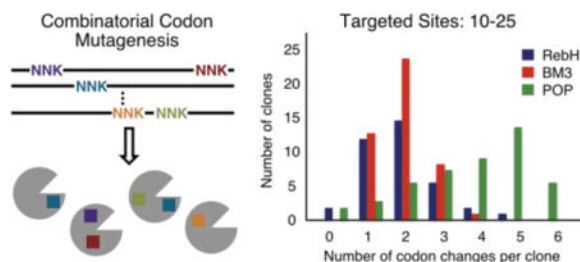 Combinatorial Codon
Mutagenesis
NNK NNK
NNK
NNK NNK
Targeted Sites: 10-25
Number of clones
25
20
15
10
5
0
RebH
BM3
POP
0 1 2 3 4 5 6
Number of codon changes per clone